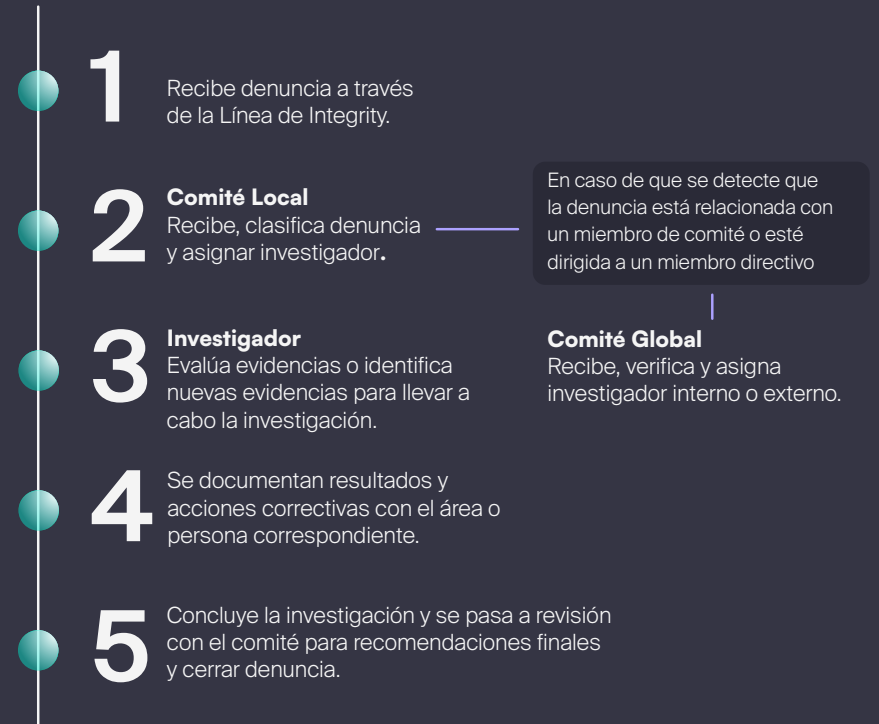 1
Recibe denuncia a través
de la Línea de Integrity.
2
Comité Local
Recibe, clasifica denuncia
y asignar investigador.
En caso de que se detecte que
la denuncia está relacionada con
un miembro de comité o esté
dirigida a un miembro directivo
Comité Global
Recibe, verifica y asigna
investigador interno o externo.
3
Investigador
Evalúa evidencias o identifica
nuevas evidencias para llevar a
cabo la investigación.
4
Se documentan resultados y
acciones correctivas con el área o
persona correspondiente.
5
Concluye la investigación y se pasa a revisión
con el comité para recomendaciones finales
y cerrar denuncia.